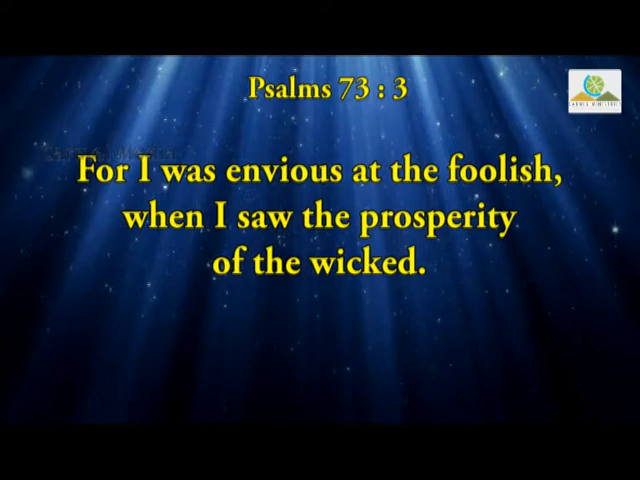 Psalms 73 : 3
For I was envious at the foolish,
when I saw the prosperity
of the wicked.